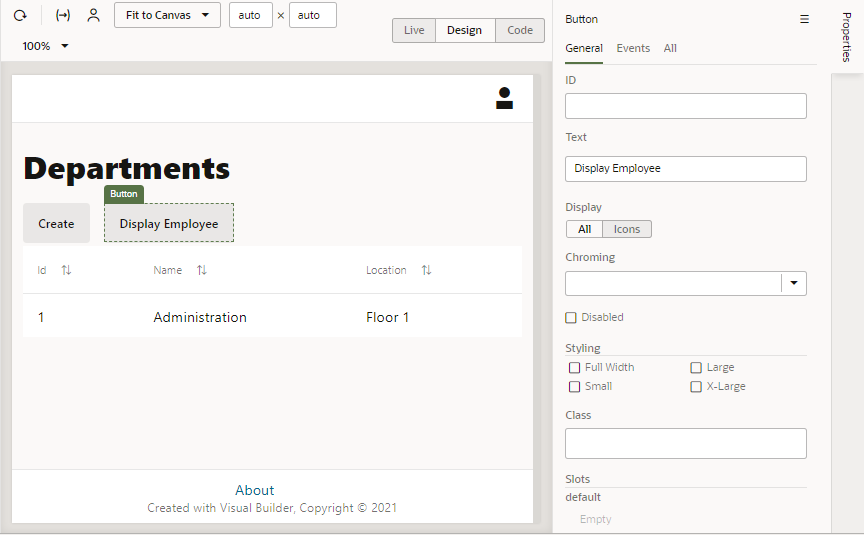 Fit to Canvas
auto × auto
100%
Live Design Code
Departments
Button
Create Display Employee
Id Name Location
1 Administration Floor 1
About
Created with Visual Builder, Copyright © 2021
Button
General Events All
ID
Text
Display Employee
Display
All Icons
Chroming
Disabled
Styling
Full Width Large
Small X-Large
Class
Slots
default
Empty
Properties